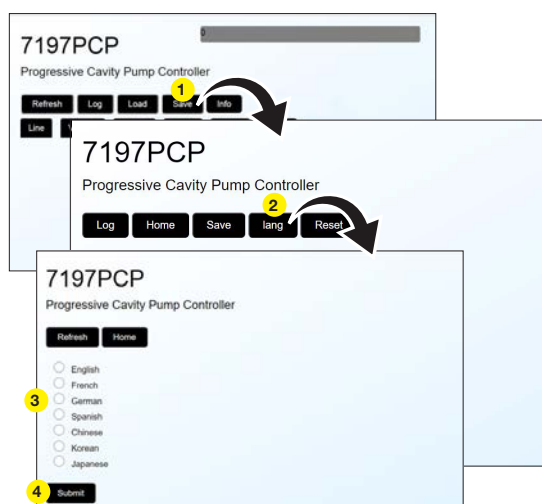 7197PCP
0
Progressive Cavity Pump Controller
1
Refresh Log Load Save Info
Line
7197PCP
Progressive Cavity Pump Controller
2
Log Home Save lang Reset
7197PCP
Progressive Cavity Pump Controller
Refresh Home
English
French
3 German
Spanish
Chinese
Korean
Japanese
4 Submit